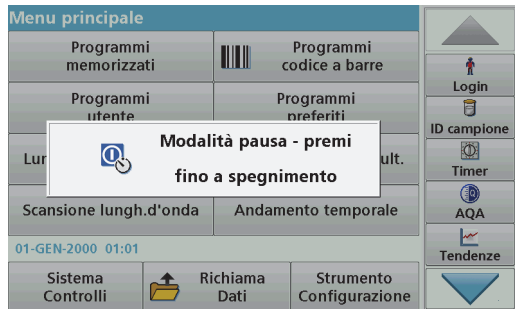 Menu principale
Programmi
memorizzati
Programmi
codice a barre
Programmi
utente
Programmi
preferiti
Modalità pausa - premi
fino a spegnimento
Lur
ult.
Scansione lungh.d'onda
Andamento temporale
01-GEN-2000 01:01
Sistema
Controlli
Richiama
Dati
Strumento
Configurazione
Login
ID campione
Timer
AQA
Tendenze